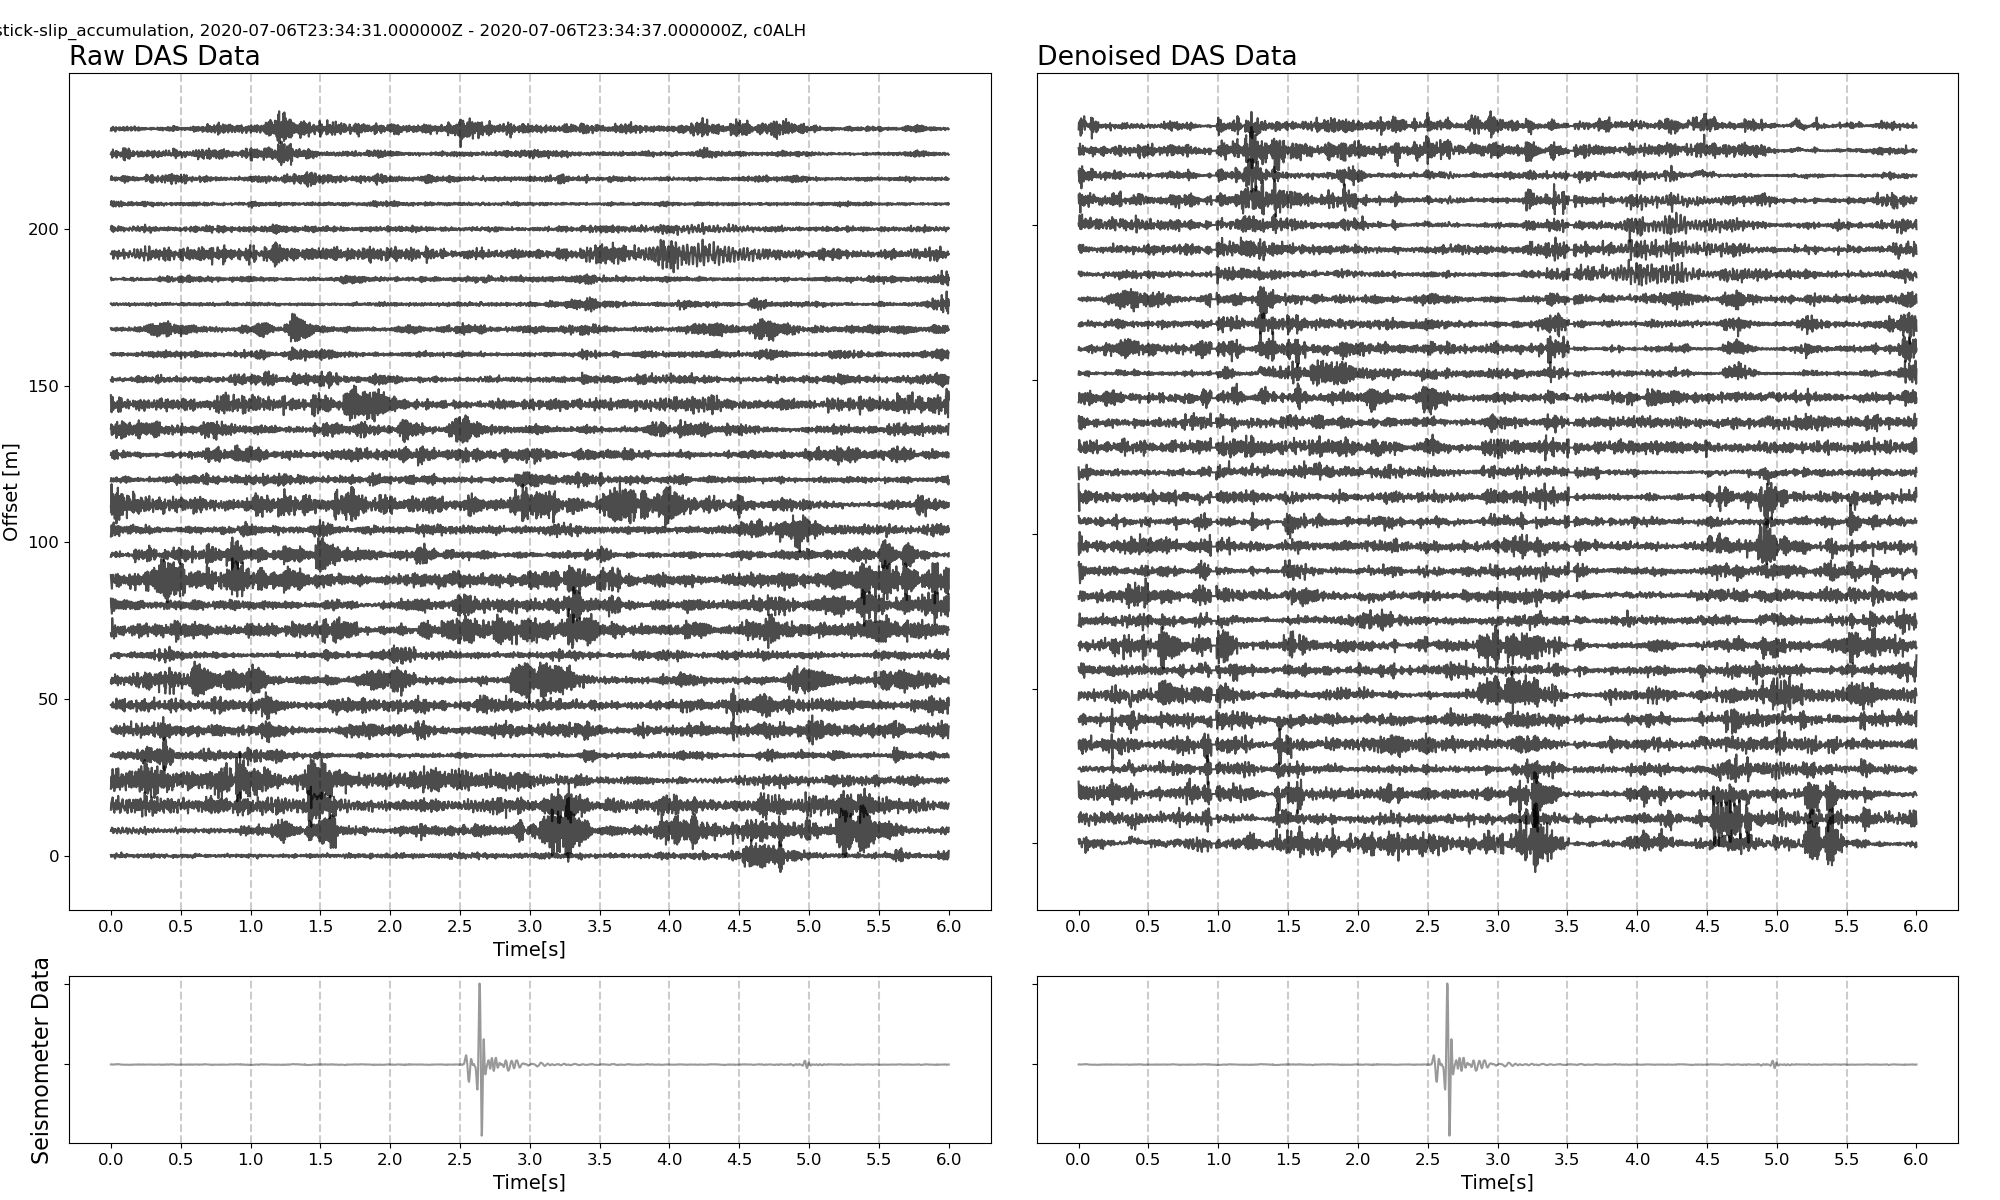 stick-slip_accumulation, 2020-07-06T23:34:31.000000Z - 2020-07-06T23:34:37.000000Z, c0ALH
Raw DAS Data
Denoised DAS Data
Offset [m]
200
150
100
50
0
0.0 0.5 1.0 1.5 2.0 2.5 3.0 3.5 4.0 4.5 5.0 5.5 6.0
Time[s]
0.0 0.5 1.0 1.5 2.0 2.5 3.0 3.5 4.0 4.5 5.0 5.5 6.0
Seismometer Data
0.0 0.5 1.0 1.5 2.0 2.5 3.0 3.5 4.0 4.5 5.0 5.5 6.0
Time[s]
0.0 0.5 1.0 1.5 2.0 2.5 3.0 3.5 4.0 4.5 5.0 5.5 6.0
Time[s]